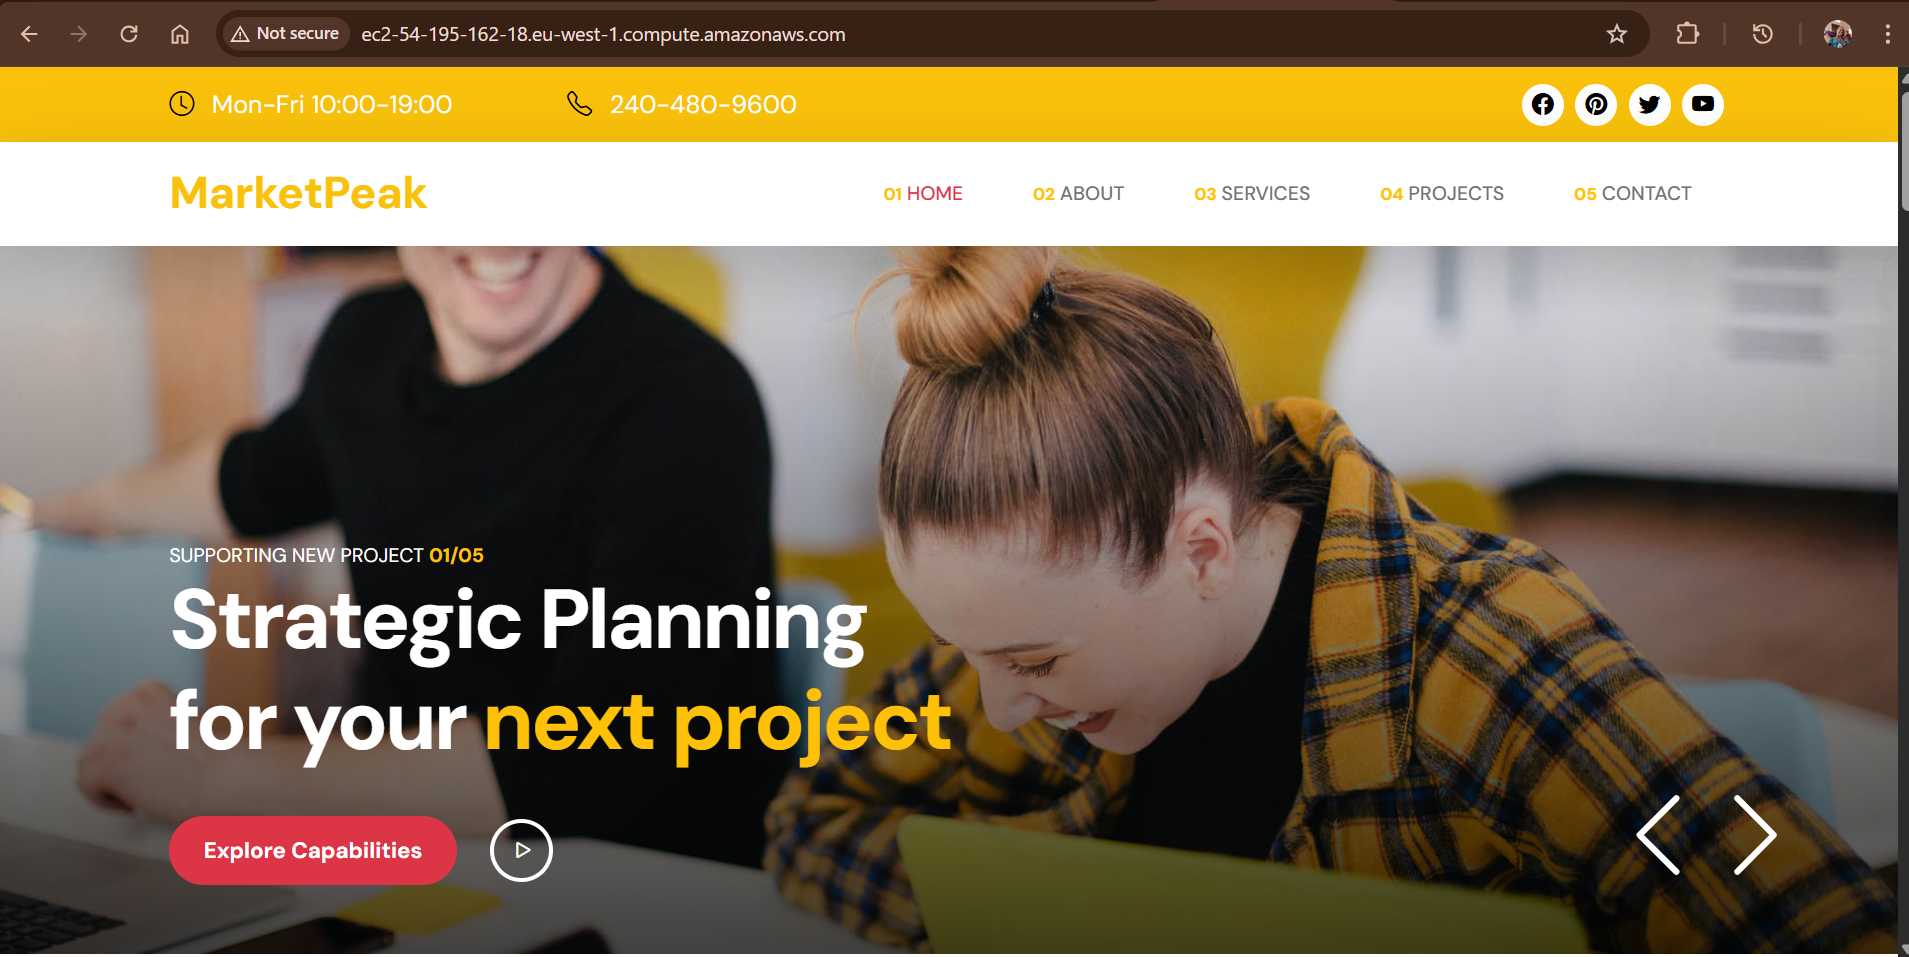 Not secure
ec2-54-195-162-18.eu-west-1.compute.amazonaws.com
Mon-Fri 10:00-19:00
240-480-9600
MarketPeak
01 HOME
02 ABOUT
03 SERVICES
04 PROJECTS
05 CONTACT
SUPPORTING NEW PROJECT 01/05
Strategic Planning
for your next project
Explore Capabilities